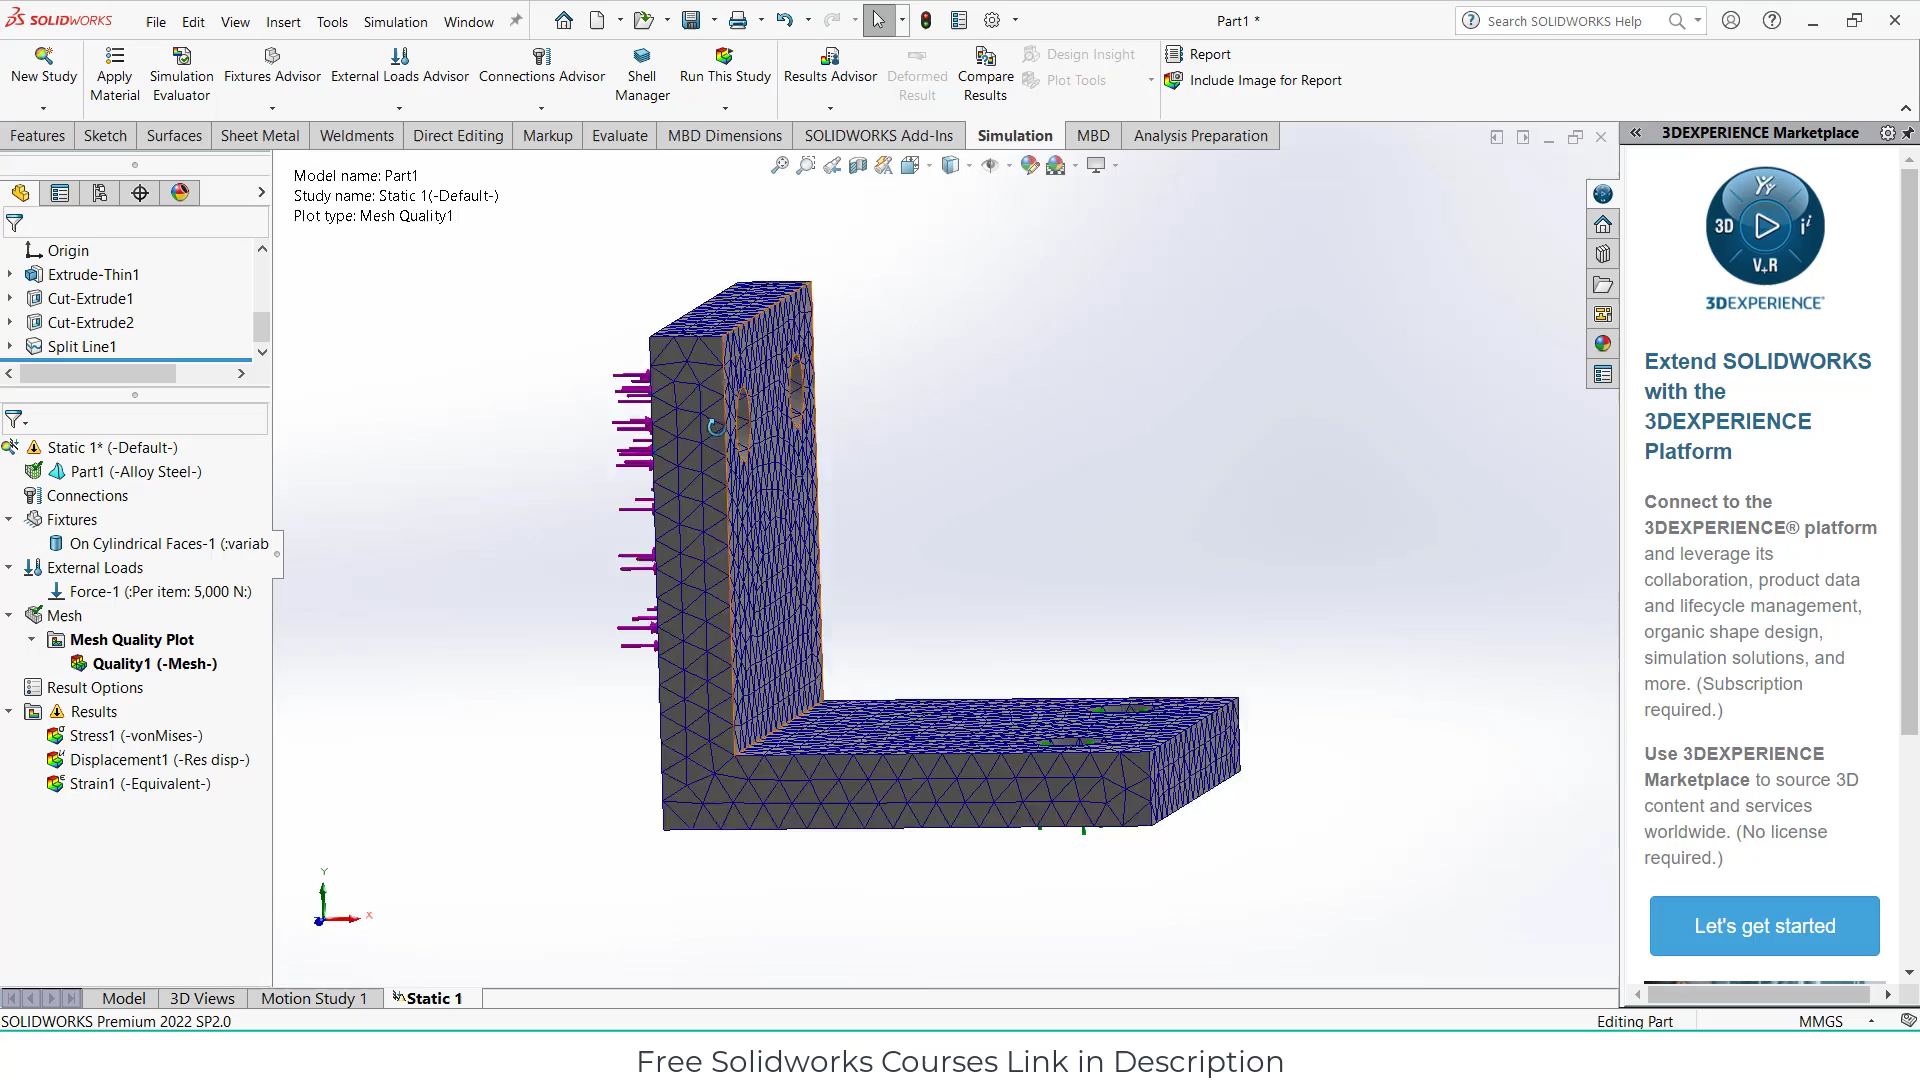 SOLIDWORKS File Edit View Insert Tools Simulation Window Part1 * Search SOLIDWORKS Help
New Study
Apply Material
Simulation Evaluator
Fixtures Advisor
External Loads Advisor
Connections Advisor
Shell Manager
Run This Study
Results Advisor
Deformed Result
Compare Results
Design Insight
Plot Tools
Report
Include Image for Report
Features Sketch Surfaces Sheet Metal Weldments Direct Editing Markup Evaluate MBD Dimensions SOLIDWORKS Add-Ins Simulation MBD Analysis Preparation
Origin
Extrude-Thin1
Cut-Extrude1
Cut-Extrude2
Split Line1
Static 1* (-Default-)
Part1 (-Alloy Steel-)
Connections
Fixtures
On Cylindrical Faces-1 (:variab
External Loads
Force-1 (:Per item: 5,000 N:)
Mesh
Mesh Quality Plot
Quality1 (-Mesh-)
Result Options
Results
Stress1 (-vonMises-)
Displacement1 (-Res disp-)
Strain1 (-Equivalent-)
Model name: Part1
Study name: Static 1(-Default-)
Plot type: Mesh Quality1
Y
X
3DEXPERIENCE Marketplace
3D
V+R
i
3DEXPERIENCE
Extend SOLIDWORKS
with the
3DEXPERIENCE
Platform
Connect to the
3DEXPERIENCE® platform
and leverage its
collaboration, product data
and lifecycle management,
organic shape design,
simulation solutions, and
more. (Subscription
required.)
Use 3DEXPERIENCE
Marketplace to source 3D
content and services
worldwide. (No license
required.)
Let's get started
Model 3D Views Motion Study 1 Static 1
SOLIDWORKS Premium 2022 SP2.0 Editing Part MMGS
Free Solidworks Courses Link in Description